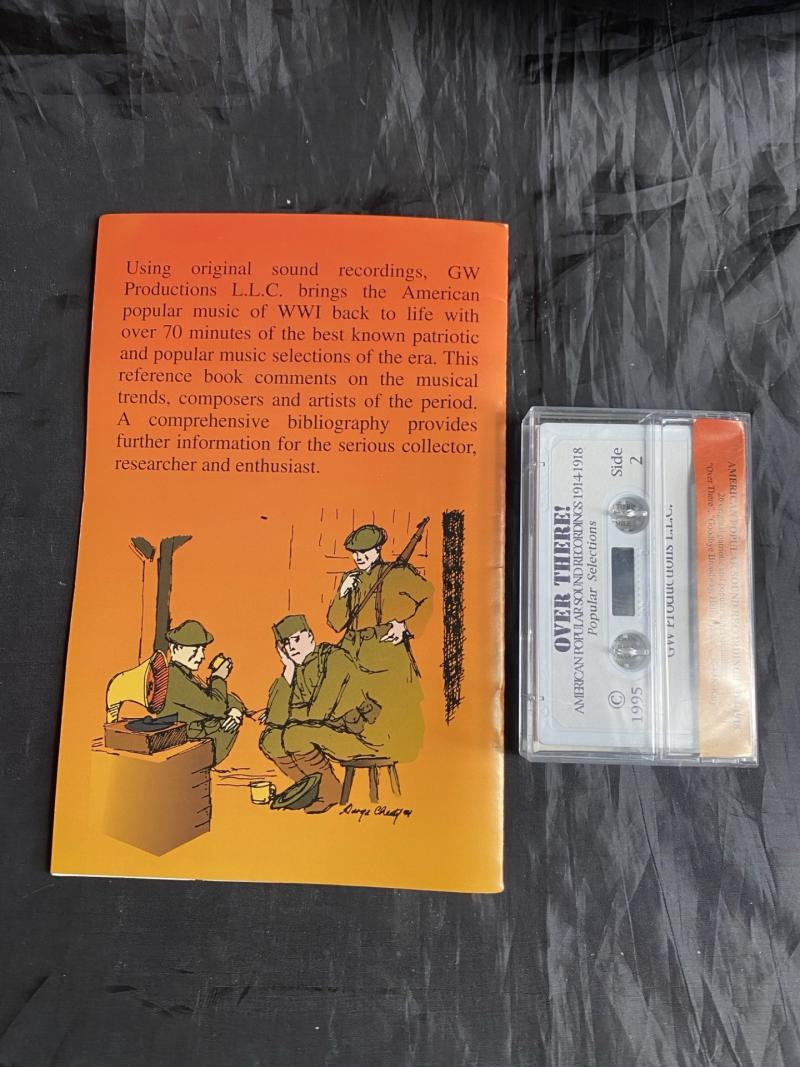 Using original sound recordings, GW
Productions L.L.C. brings the American
popular music of WWI back to life with
over 70 minutes of the best known patriotic
and popular music selections of the era. This
reference book comments on the musical
trends, composers and artists of the period.
A comprehensive bibliography provides
further information for the serious collector,
researcher and enthusiast.
OVER THERE!
AMERICAN POPULAR SOUND RECORDINGS 1914-1918
Popular Selections
Side
2
©
1995
GW Productions L.L.C.
AMERICAN POPULAR SOUND
"Over There"